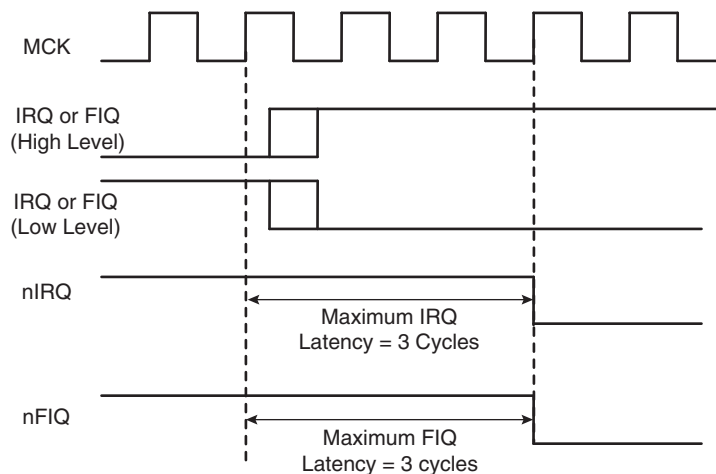 MCK
IRQ or FIQ
(High Level)
IRQ or FIQ
(Low Level)
nIRQ
Maximum IRQ
Latency = 3 Cycles
nFIQ
Maximum FIQ
Latency = 3 cycles